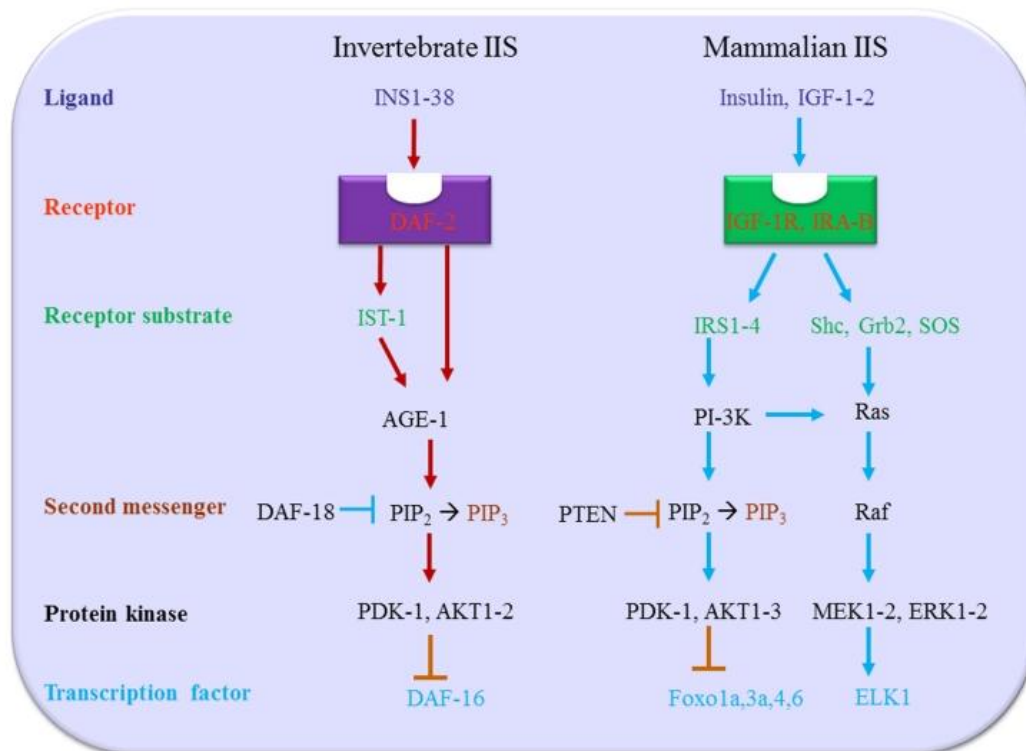 Invertebrate IIS Mammalian IIS
Ligand INS1-38 Insulin, IGF-1-2
Receptor DAF-2 IGF-1R, IRA-B
Receptor substrate IST-1 IRS1-4 Shc, Grb2, SOS
AGE-1 PI-3K Ras
Second messenger DAF-18 PIP₂ → PIP₃ PTEN PIP₂ → PIP₃ Raf
Protein kinase PDK-1, AKT1-2 PDK-1, AKT1-3 MEK1-2, ERK1-2
Transcription factor DAF-16 Foxo1a,3a,4,6 ELK1